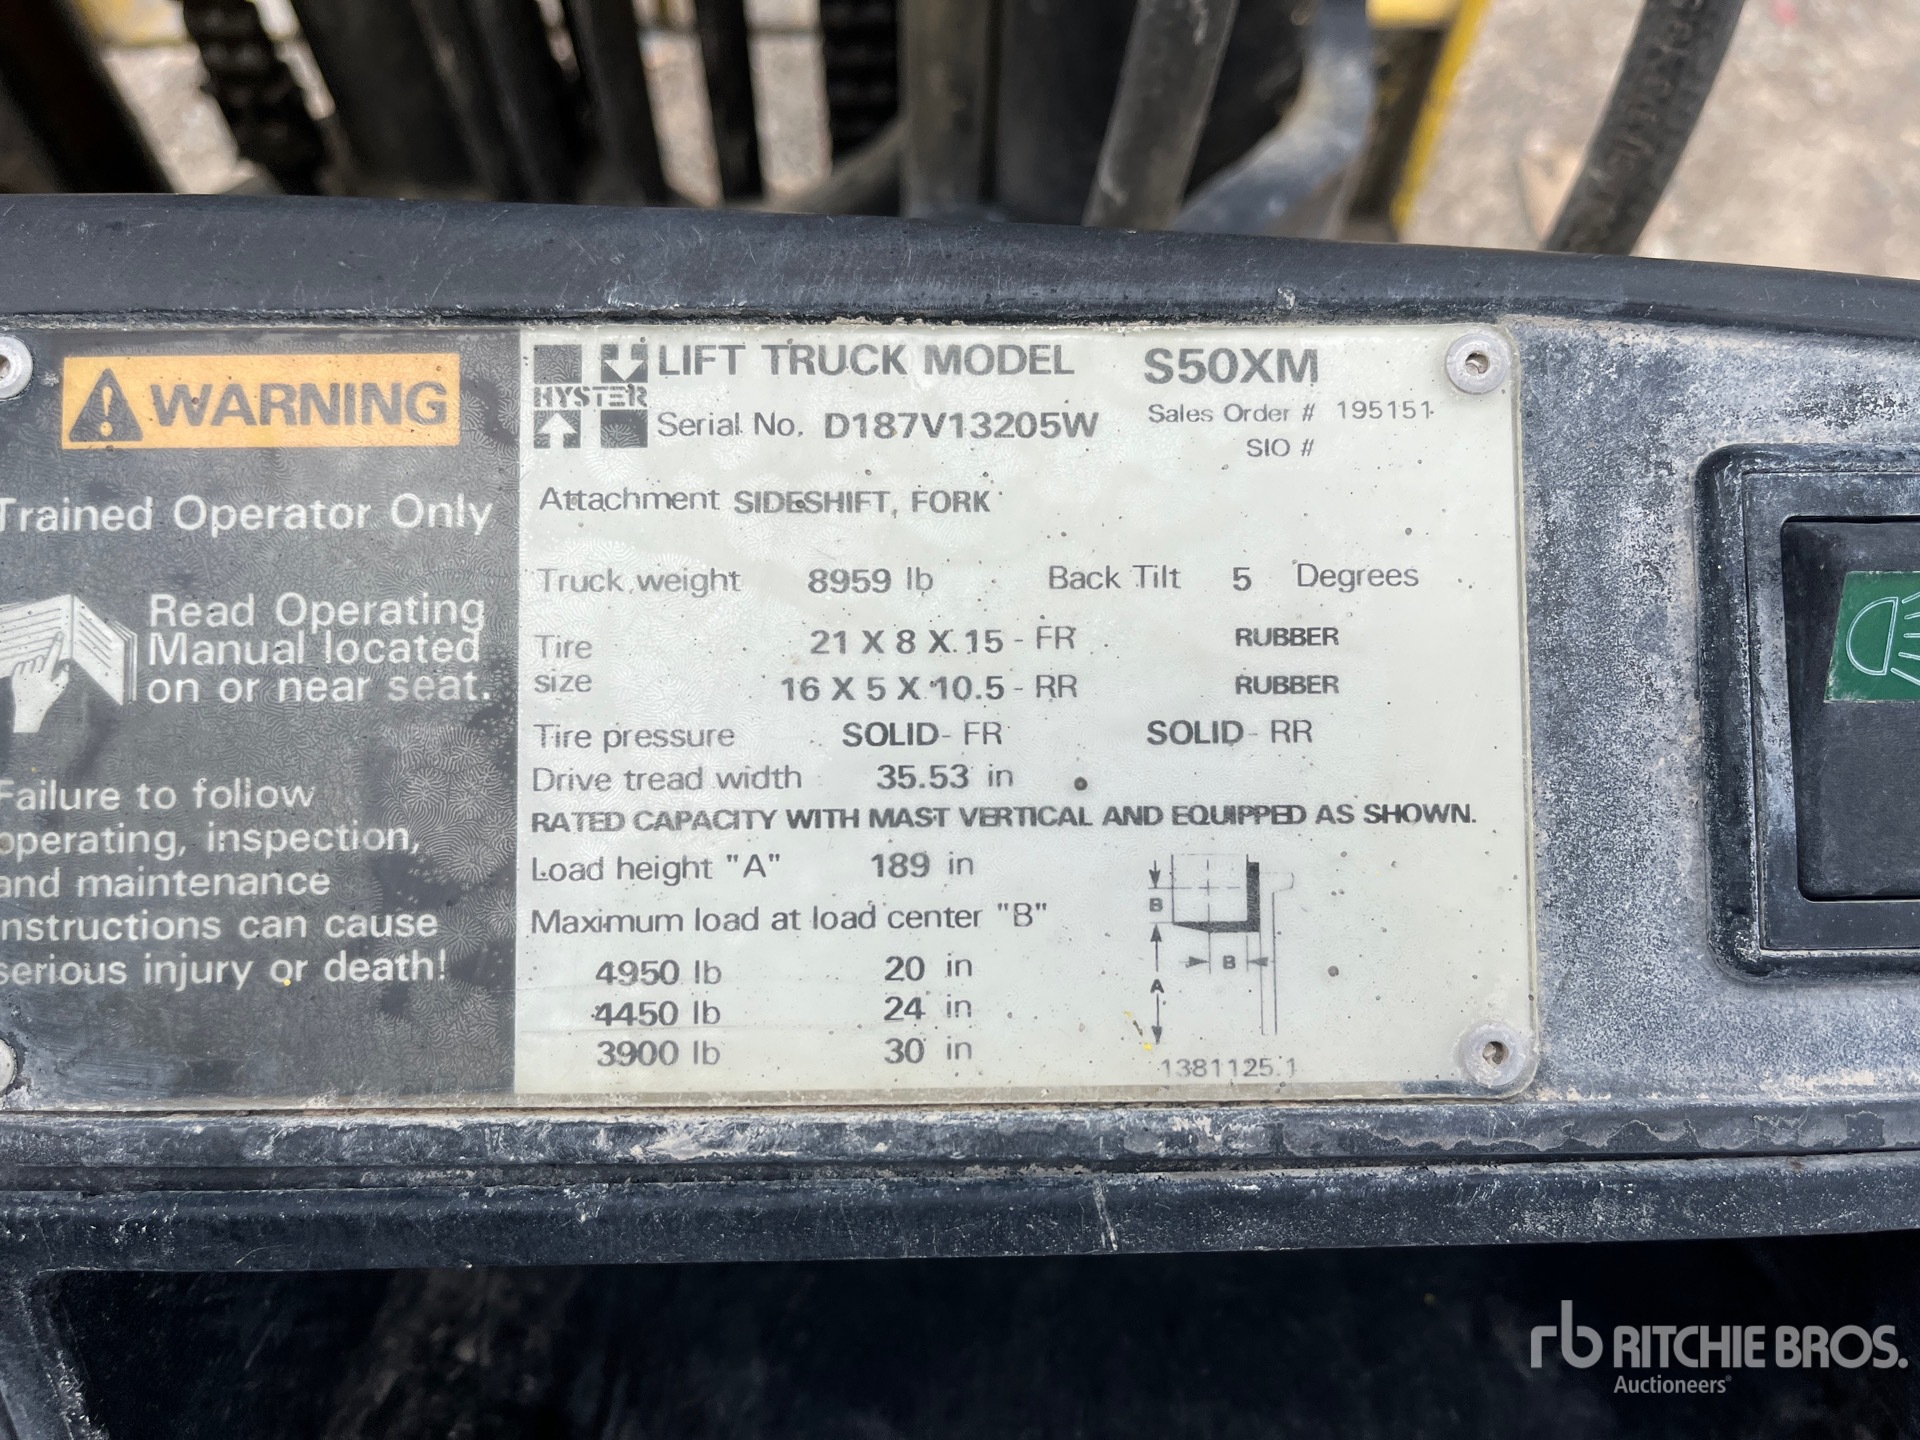 WARNING
Trained Operator Only
Read Operating
Manual located
on or near seat.
Failure to follow
operating, inspection,
and maintenance
instructions can cause
serious injury or death!
HYSTER
LIFT TRUCK MODEL S50XM
Serial No. D187V13205W
Sales Order # 195151
SIO #
Attachment SIDESHIFT, FORK
Truck weight 8959 lb Back Tilt 5 Degrees
Tire size 21 X 8 X 15 - FR RUBBER
16 X 5 X 10.5 - RR RUBBER
Tire pressure SOLID - FR SOLID - RR
Drive tread width 35.53 in
RATED CAPACITY WITH MAST VERTICAL AND EQUIPPED AS SHOWN.
Load height "A" 189 in
Maximum load at load center "B"
4950 lb 20 in
4450 lb 24 in
3900 lb 30 in
B
B
A
1381125.1
rb RITCHIE BROS.
Auctioneers